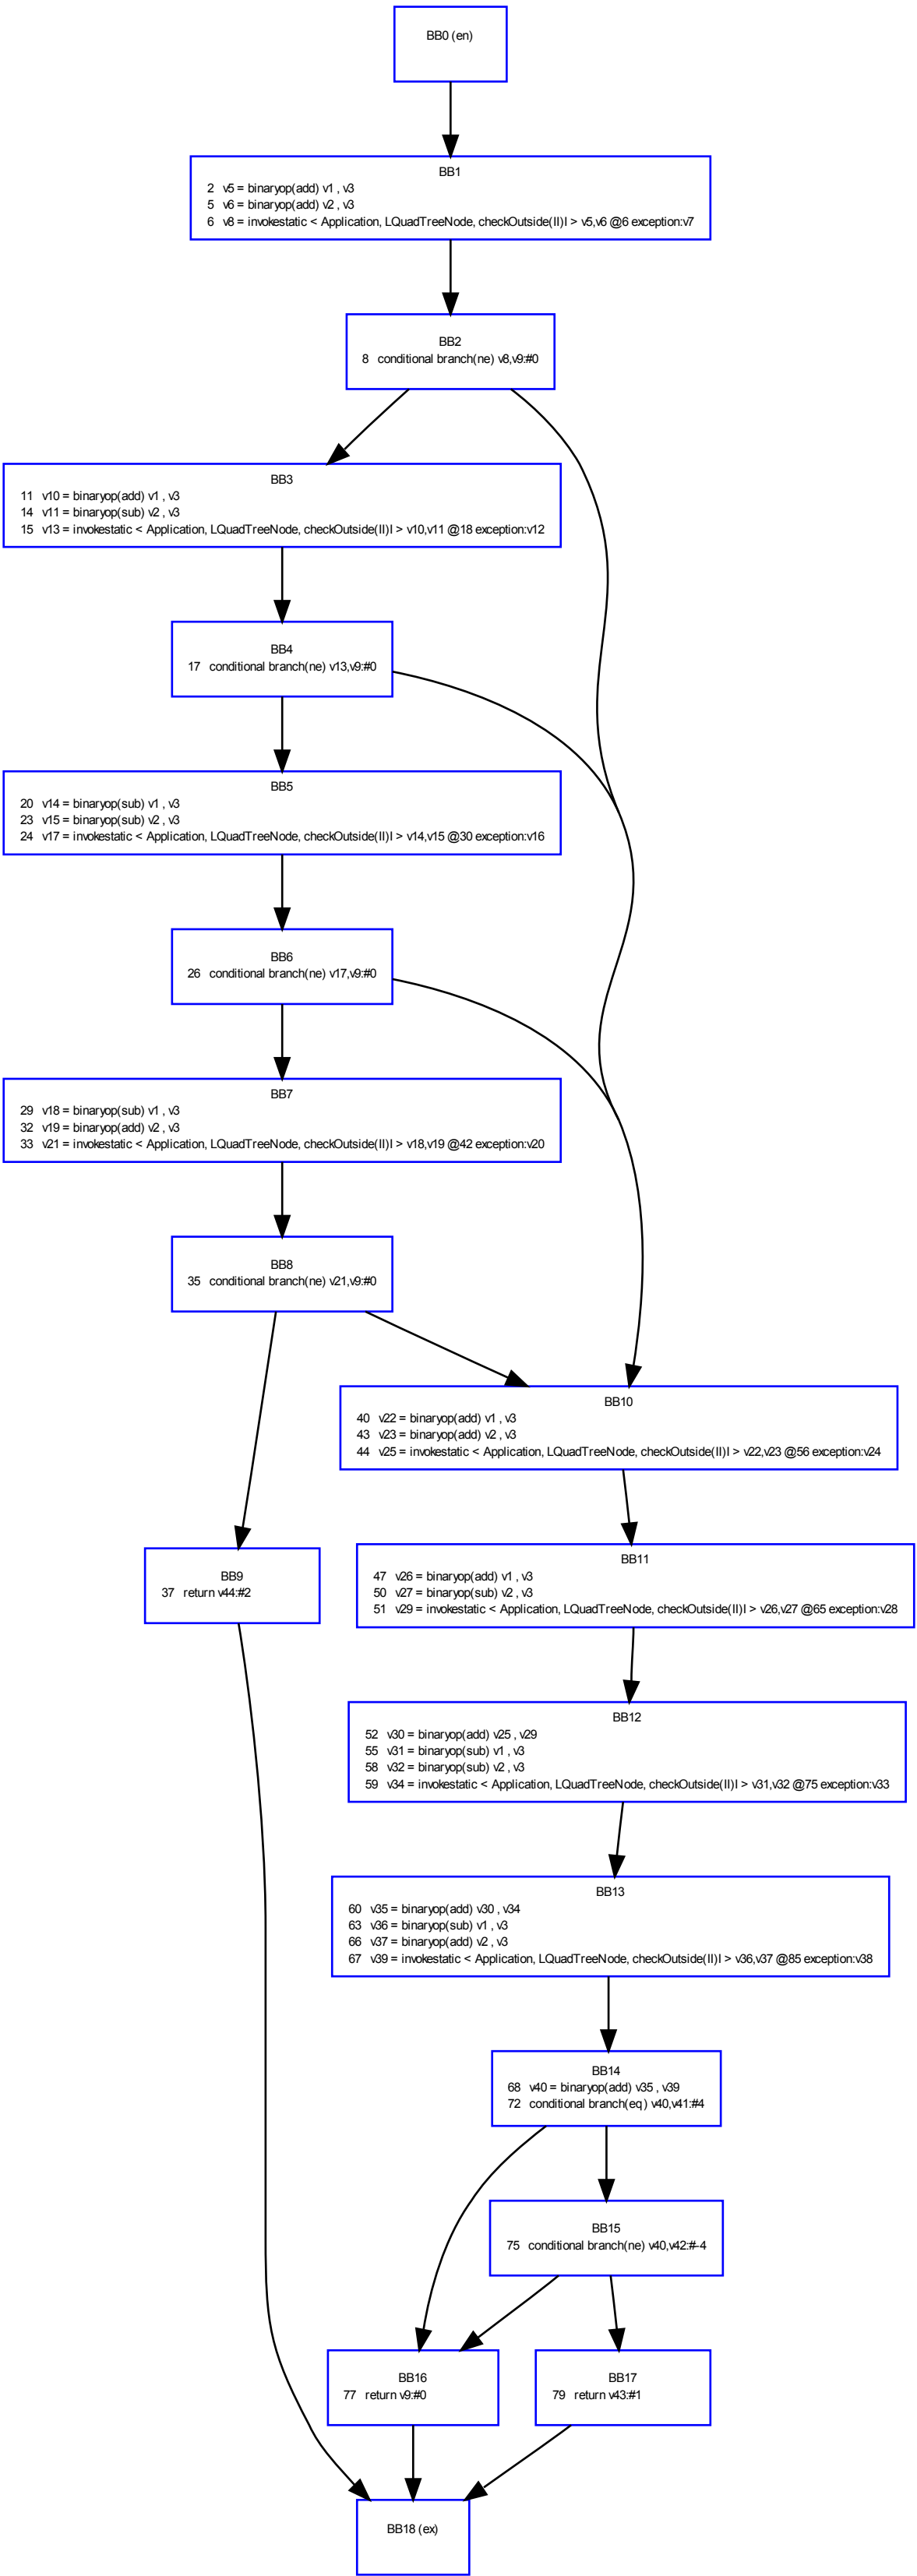 BB0 (en)
BB1
2 v5 = binaryop(add) v1 , v3
5 v6 = binaryop(add) v2 , v3
6 v8 = invokestatic < Application, LQuadTreeNode, checkOutside(II)I > v5,v6 @6 exception:v7
BB2
8 conditional branch(ne) v8,v9:#0
BB3
11 v10 = binaryop(add) v1 , v3
14 v11 = binaryop(sub) v2 , v3
15 v13 = invokestatic < Application, LQuadTreeNode, checkOutside(II)I > v10,v11 @18 exception:v12
BB4
17 conditional branch(ne) v13,v9:#0
BB5
20 v14 = binaryop(sub) v1 , v3
23 v15 = binaryop(sub) v2 , v3
24 v17 = invokestatic < Application, LQuadTreeNode, checkOutside(II)I > v14,v15 @30 exception:v16
BB6
26 conditional branch(ne) v17,v9:#0
BB7
29 v18 = binaryop(sub) v1 , v3
32 v19 = binaryop(add) v2 , v3
33 v21 = invokestatic < Application, LQuadTreeNode, checkOutside(II)I > v18,v19 @42 exception:v20
BB8
35 conditional branch(ne) v21,v9:#0
BB10
40 v22 = binaryop(add) v1 , v3
43 v23 = binaryop(add) v2 , v3
44 v25 = invokestatic < Application, LQuadTreeNode, checkOutside(II)I > v22,v23 @56 exception:v24
BB9
37 return v44:#2
BB11
47 v26 = binaryop(add) v1 , v3
50 v27 = binaryop(sub) v2 , v3
51 v29 = invokestatic < Application, LQuadTreeNode, checkOutside(II)I > v26,v27 @65 exception:v28
BB12
52 v30 = binaryop(add) v25 , v29
55 v31 = binaryop(sub) v1 , v3
58 v32 = binaryop(sub) v2 , v3
59 v34 = invokestatic < Application, LQuadTreeNode, checkOutside(II)I > v31,v32 @75 exception:v33
BB13
60 v35 = binaryop(add) v30 , v34
63 v36 = binaryop(sub) v1 , v3
66 v37 = binaryop(add) v2 , v3
67 v39 = invokestatic < Application, LQuadTreeNode, checkOutside(II)I > v36,v37 @85 exception:v38
BB14
68 v40 = binaryop(add) v35 , v39
72 conditional branch(eq) v40,v41:#4
BB15
75 conditional branch(ne) v40,v42:#-4
BB16
77 return v9:#0
BB17
79 return v43:#1
BB18 (ex)